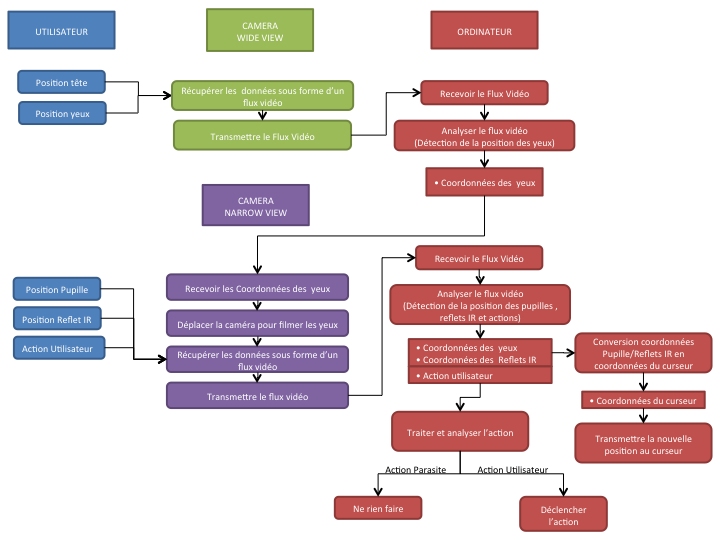 UTILISATEUR
CAMERA
WIDE VIEW
ORDINATEUR
Position tête
Position yeux
Récupérer les données sous forme d'un
flux vidéo
Transmettre le Flux Vidéo
Recevoir le Flux Vidéo
Analyser le flux vidéo
(Détection de la position des yeux)
• Coordonnées des yeux
CAMERA
NARROW VIEW
Position Pupille
Position Reflet IR
Action Utilisateur
Recevoir les Coordonnées des yeux
Déplacer la caméra pour filmer les yeux
Récupérer les données sous forme d'un
flux vidéo
Transmettre le flux vidéo
Recevoir le Flux Vidéo
Analyser le flux vidéo
(Détection de la position des pupilles ,
reflets IR et actions)
• Coordonnées des yeux
• Coordonnées des Reflets IR
• Action utilisateur
Conversion coordonnées
Pupille/Reflets IR en
coordonnées du curseur
• Coordonnées du curseur
Transmettre la nouvelle
position au curseur
Traiter et analyser l'action
Action Parasite
Action Utilisateur
Ne rien faire
Déclencher
l'action